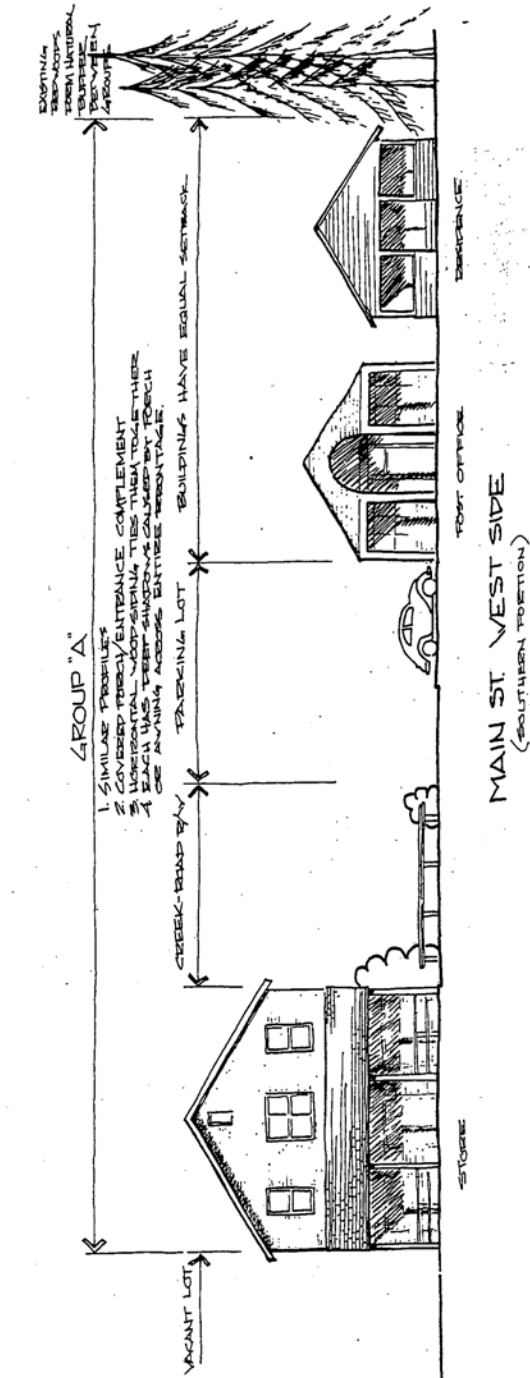 GROUP "A"
1. SIMILAR PROFILES
2. COVERED PORCH/ENTRANCE COMPLEMENT
3. HORIZONTAL WOOD SIDING TIES THEM TOGETHER
4. EACH HAS DEEP SHADOWS CAUSED BY PORCH
OR AWNING ACROSS ENTIRE FRONTAGE.
EXISTING
REDWOODS
FORM NATURAL
BUFFER
BETWEEN
GROUPS
VACANT LOT
CREEK-ROAD R/W
PARKING LOT
BUILDINGS HAVE EQUAL SETBACK
STORE
POST OFFICE
RESIDENCE
MAIN ST. WEST SIDE
(SOUTHERN PORTION)